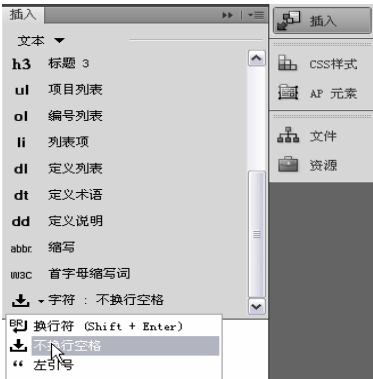 插入
文本
h3 标题 3
ul 项目列表
ol 编号列表
li 列表项
dl 定义列表
dt 定义术语
dd 定义说明
abbr. 缩写
W3C 首字母缩写词
字符 : 不换行空格
BR 换行符 (Shift + Enter)
不换行空格
“ 左引号
插入
CSS样式
AP 元素
文件
资源